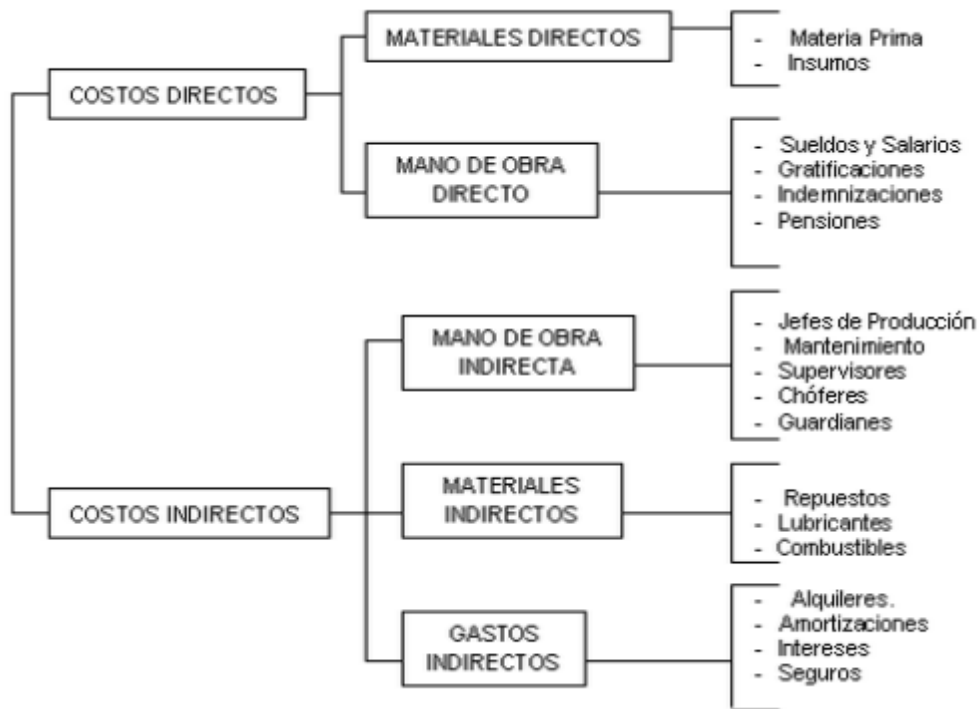 COSTOS DIRECTOS
MATERIALES DIRECTOS
- Materia Prima
- Insumos
MANO DE OBRA
DIRECTO
- Sueldos y Salarios
- Gratificaciones
- Indemnizaciones
- Pensiones
COSTOS INDIRECTOS
MANO DE OBRA
INDIRECTA
- Jefes de Producción
- Mantenimiento
- Supervisores
- Chóferes
- Guardianes
MATERIALES
INDIRECTOS
- Repuestos
- Lubricantes
- Combustibles
GASTOS
INDIRECTOS
- Alquileres.
- Amortizaciones
- Intereses
- Seguros